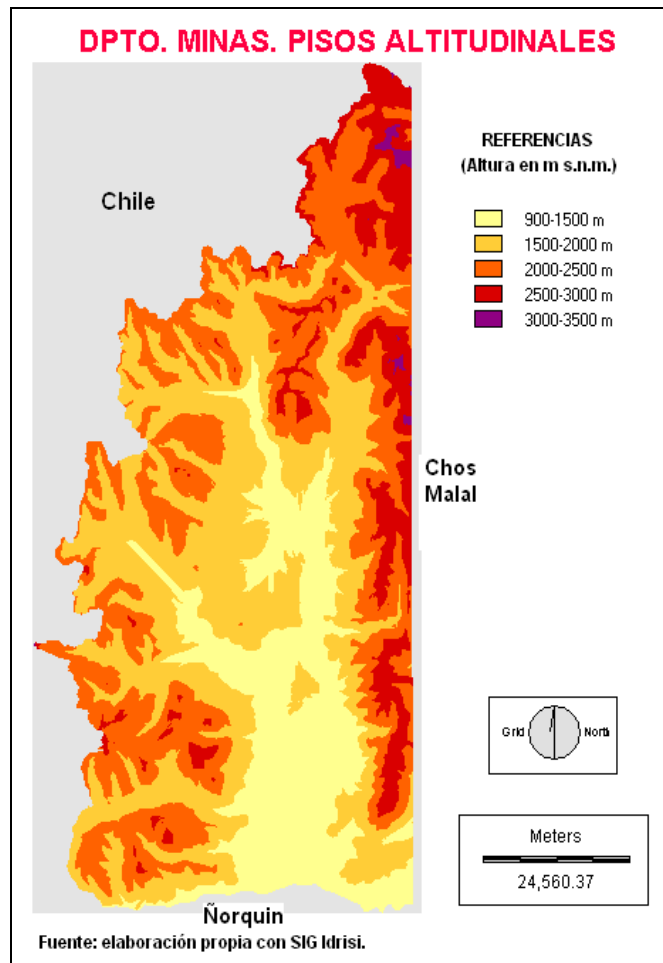 DPTO. MINAS. PISOS ALTITUDINALES
REFERENCIAS
(Altura en m s.n.m.)
900-1500 m
1500-2000 m
2000-2500 m
2500-3000 m
3000-3500 m
Chile
Chos
Malal
Grid North
Meters
24,560.37
Ñorquin
Fuente: elaboración propia con SIG Idrisi.